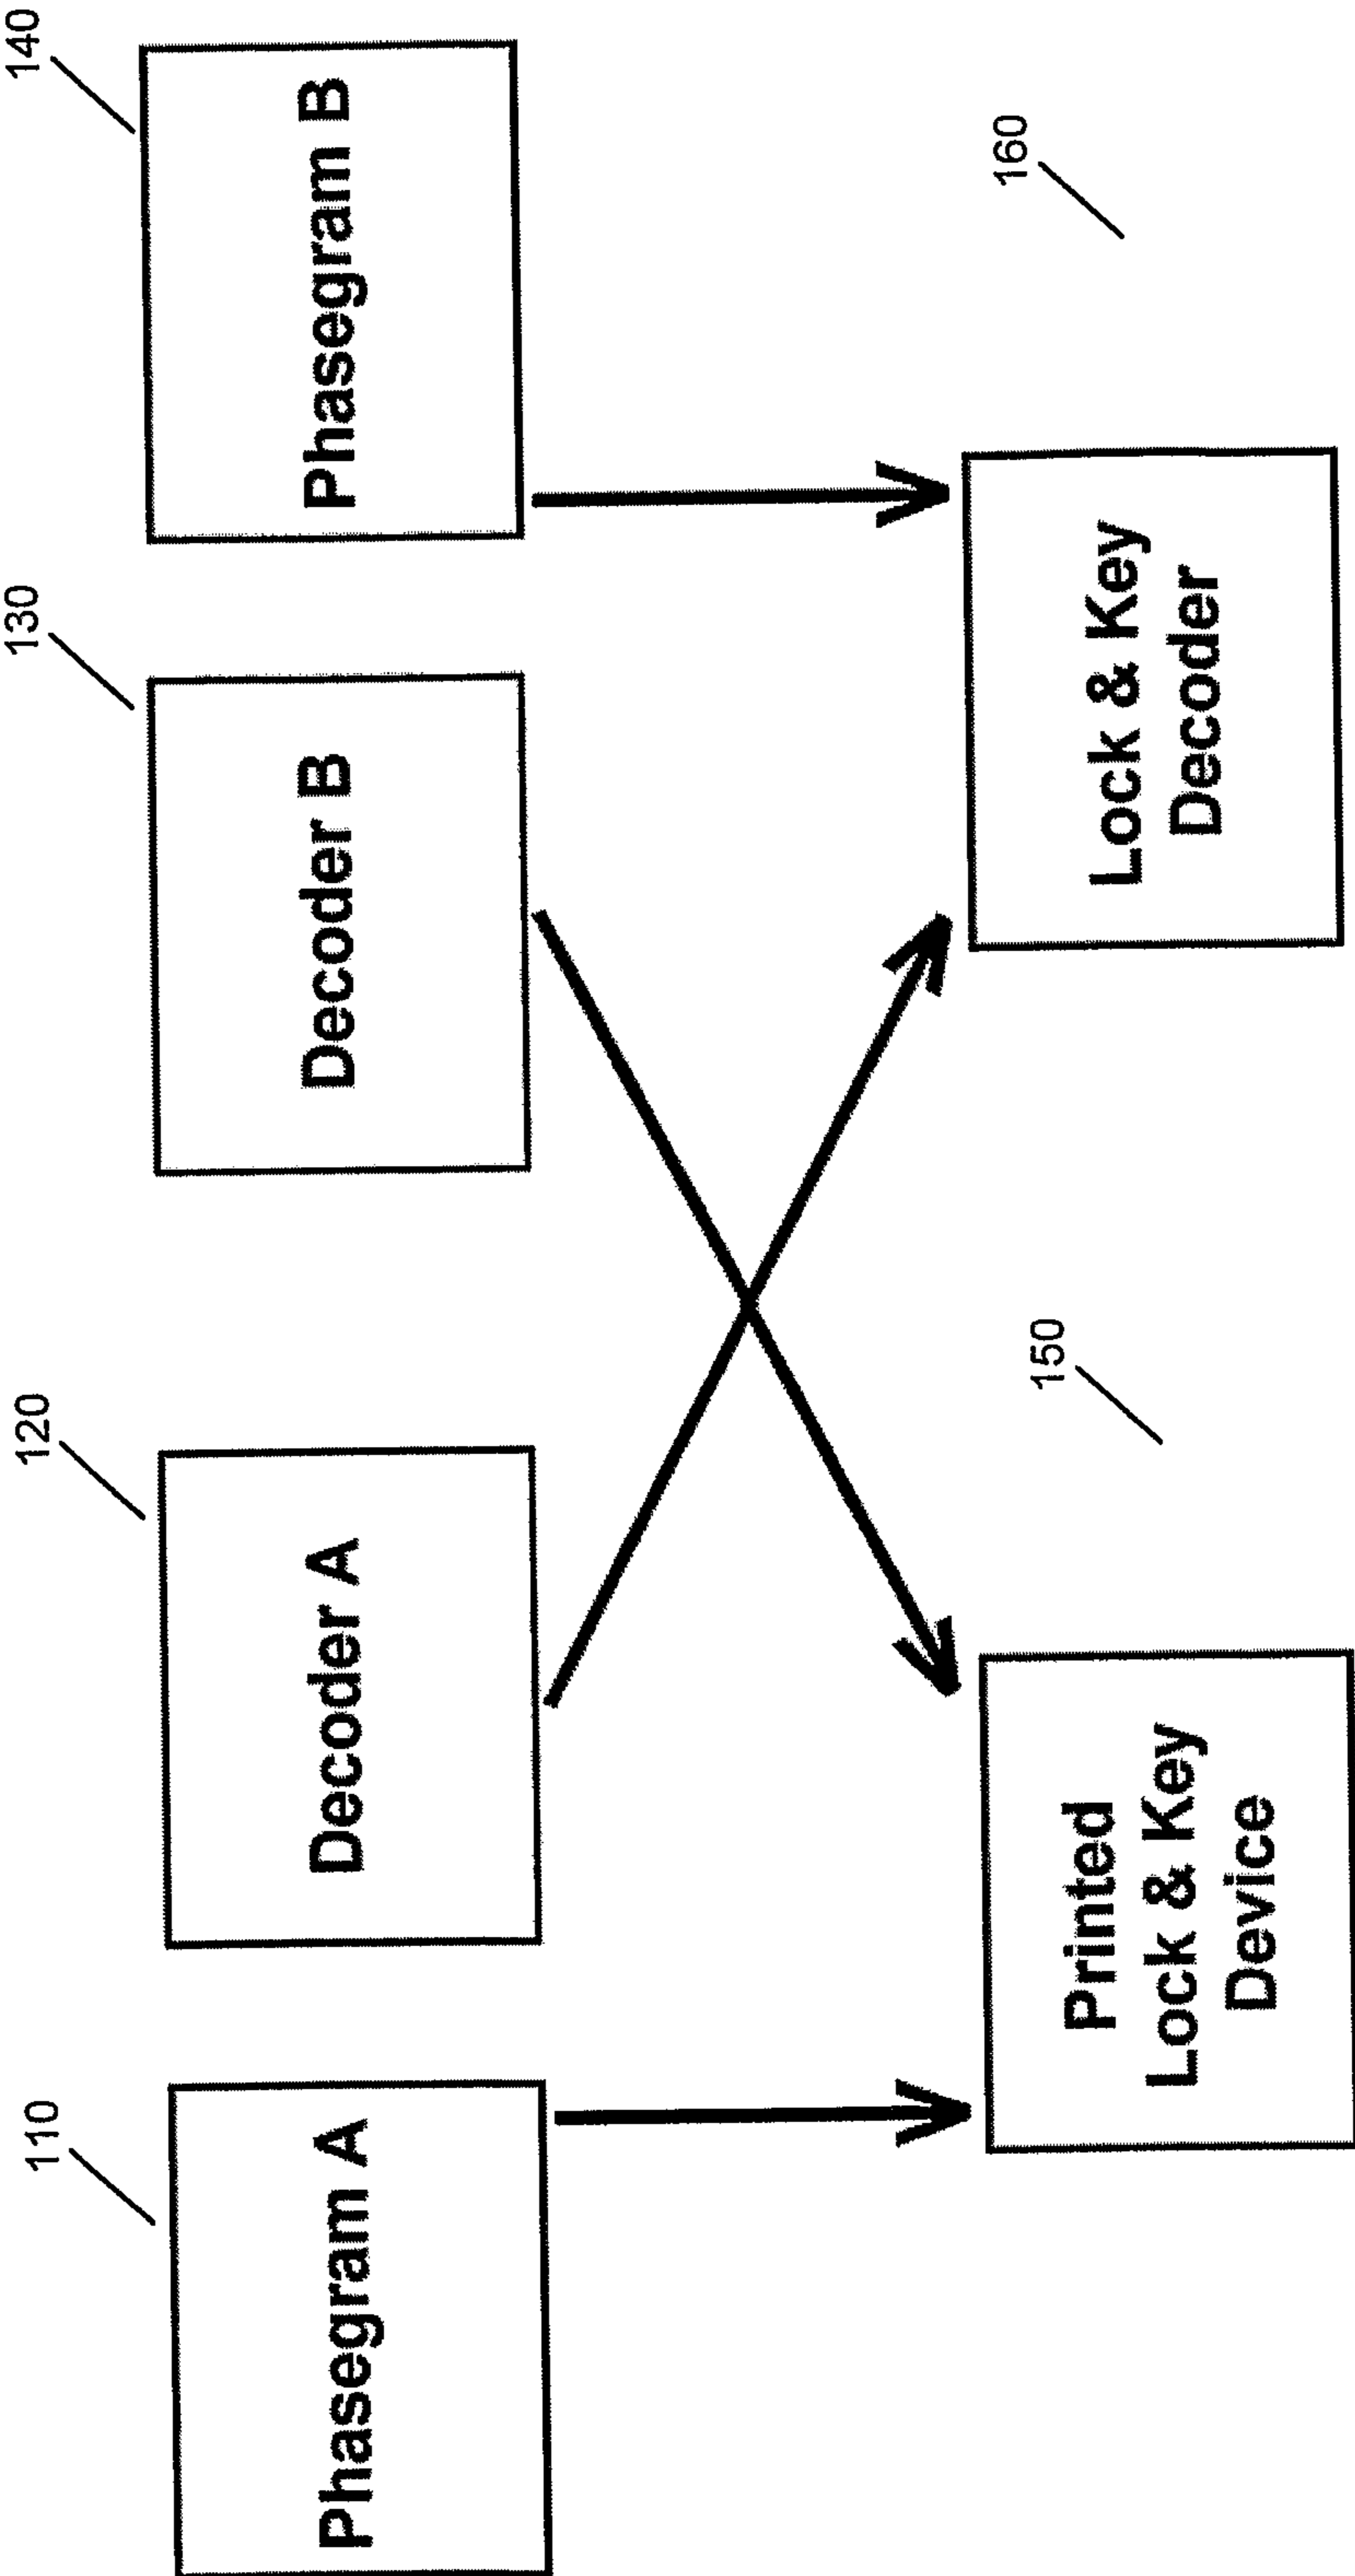 110
120
130
140
Phasegram A
Decoder A
Decoder B
Phasegram B
150
160
Printed
Lock & Key
Device
Lock & Key
Decoder